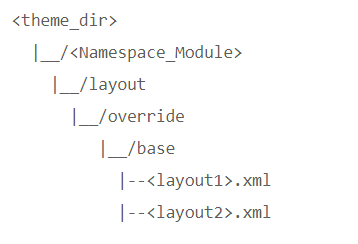 <theme_dir>
|__/<Namespace_Module>
|__/layout
|__/override
|__/base
|--<layout1>.xml
|--<layout2>.xml